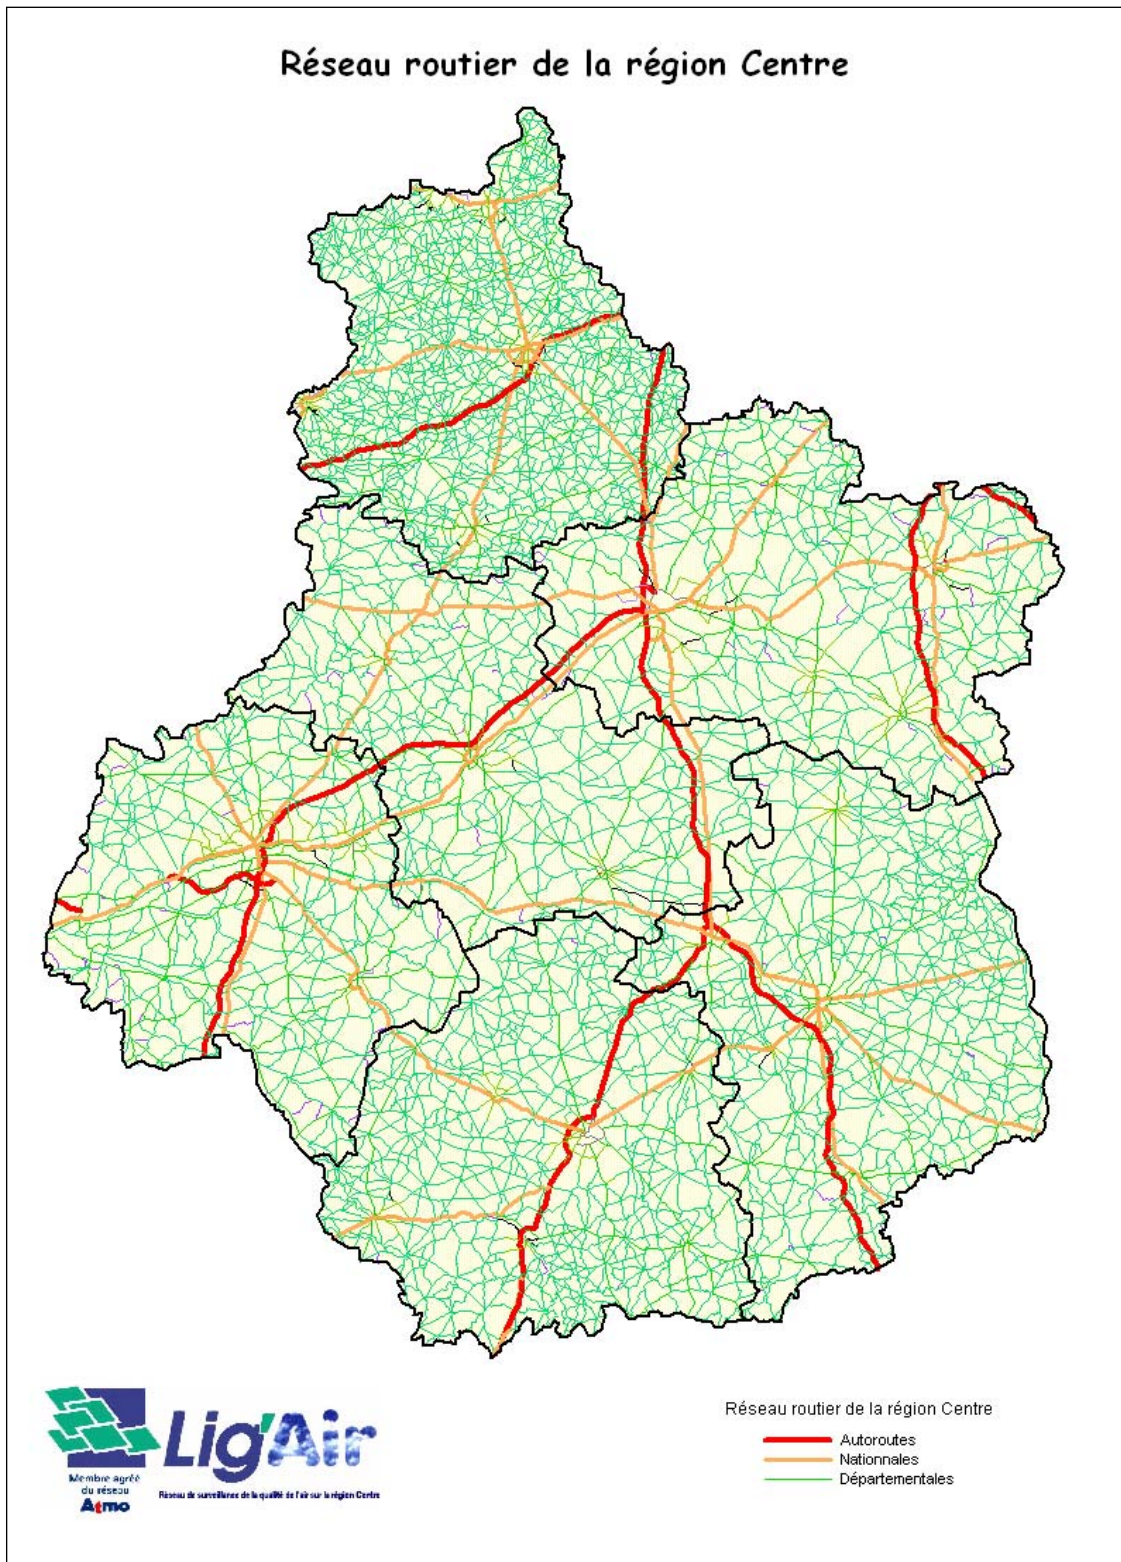 Réseau routier de la région Centre
Lig'Air
Membre agréé
du réseau
Atmo
Réseau de surveillance de la qualité de l'air sur la région Centre
Réseau routier de la région Centre
Autoroutes
Nationnales
Départementales